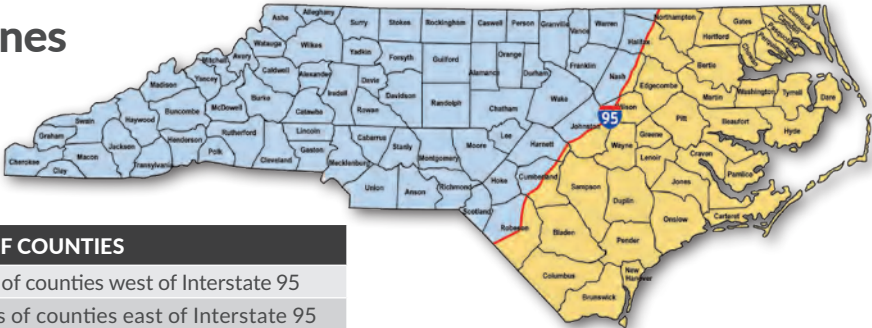 nes
Ashe
Alleghany
Surry
Stokes
Rockingham
Caswell
Person
Granville
Vance
Warren
Northampton
Gates
Hertford
Halifax
Watauga
Wilkes
Yadkin
Forsyth
Guilford
Alamance
Orange
Durham
Franklin
Nash
Bertie
Mitchell
Avery
Caldwell
Alexander
Davie
Iredell
Davidson
Randolph
Chatham
Wake
Edgecombe
Martin
Washington
Tyrrell
Dare
Madison
Yancey
Burke
Catawba
Rowan
Wilson
Pitt
Beaufort
Hyde
Swain
Haywood
Buncombe
McDowell
Lincoln
Cabarrus
Stanly
Montgomery
Moore
Lee
Harnett
Johnston
95
Wayne
Greene
Lenoir
Craven
Pamlico
Graham
Cherokee
Clay
Macon
Jackson
Transylvania
Henderson
Polk
Rutherford
Cleveland
Gaston
Mecklenburg
Union
Anson
Richmond
Hoke
Cumberland
Scotland
Robeson
Sampson
Duplin
Jones
Onslow
Carteret
Bladen
Pender
Columbus
New
Hanover
Brunswick
F COUNTIES
of counties west of Interstate 95
s of counties east of Interstate 95